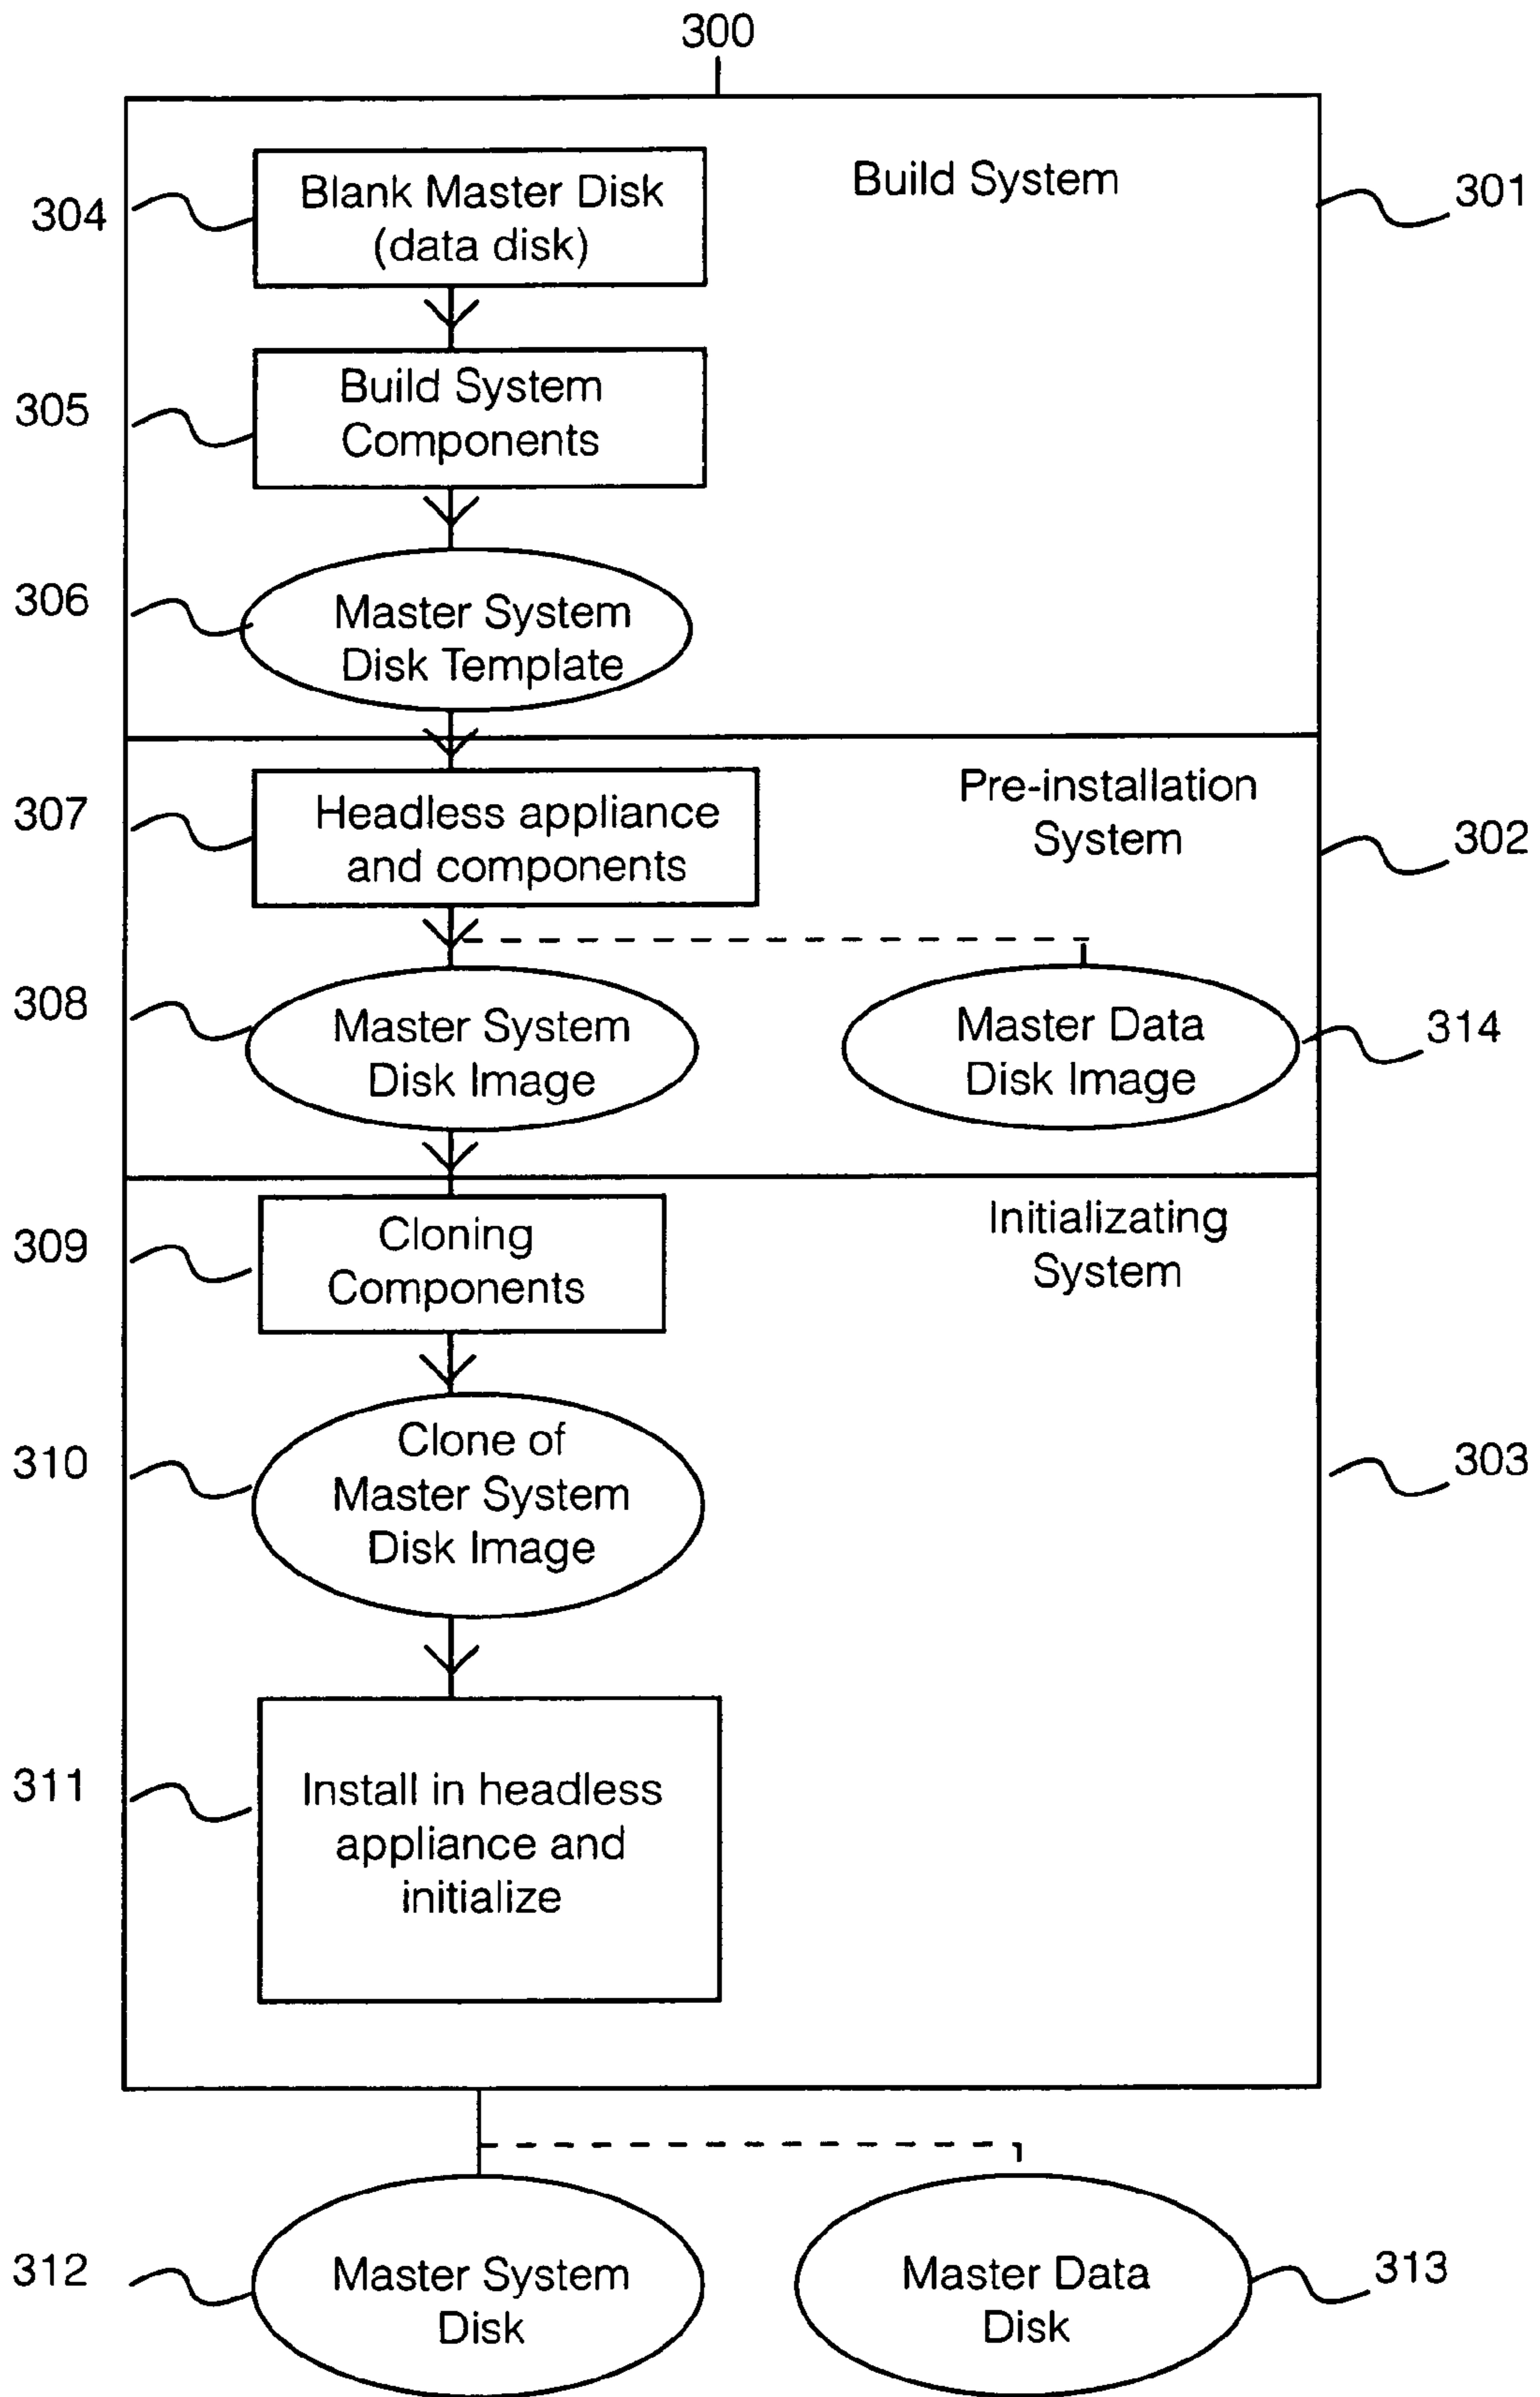 300
Build System
301
304
Blank Master Disk
(data disk)
305
Build System
Components
306
Master System
Disk Template
Pre-installation
System
302
307
Headless appliance
and components
308
Master System
Disk Image
Master Data
Disk Image
314
Initializating
System
309
Cloning
Components
310
Clone of
Master System
Disk Image
303
311
Install in headless
appliance and
initialize
312
Master System
Disk
Master Data
Disk
313